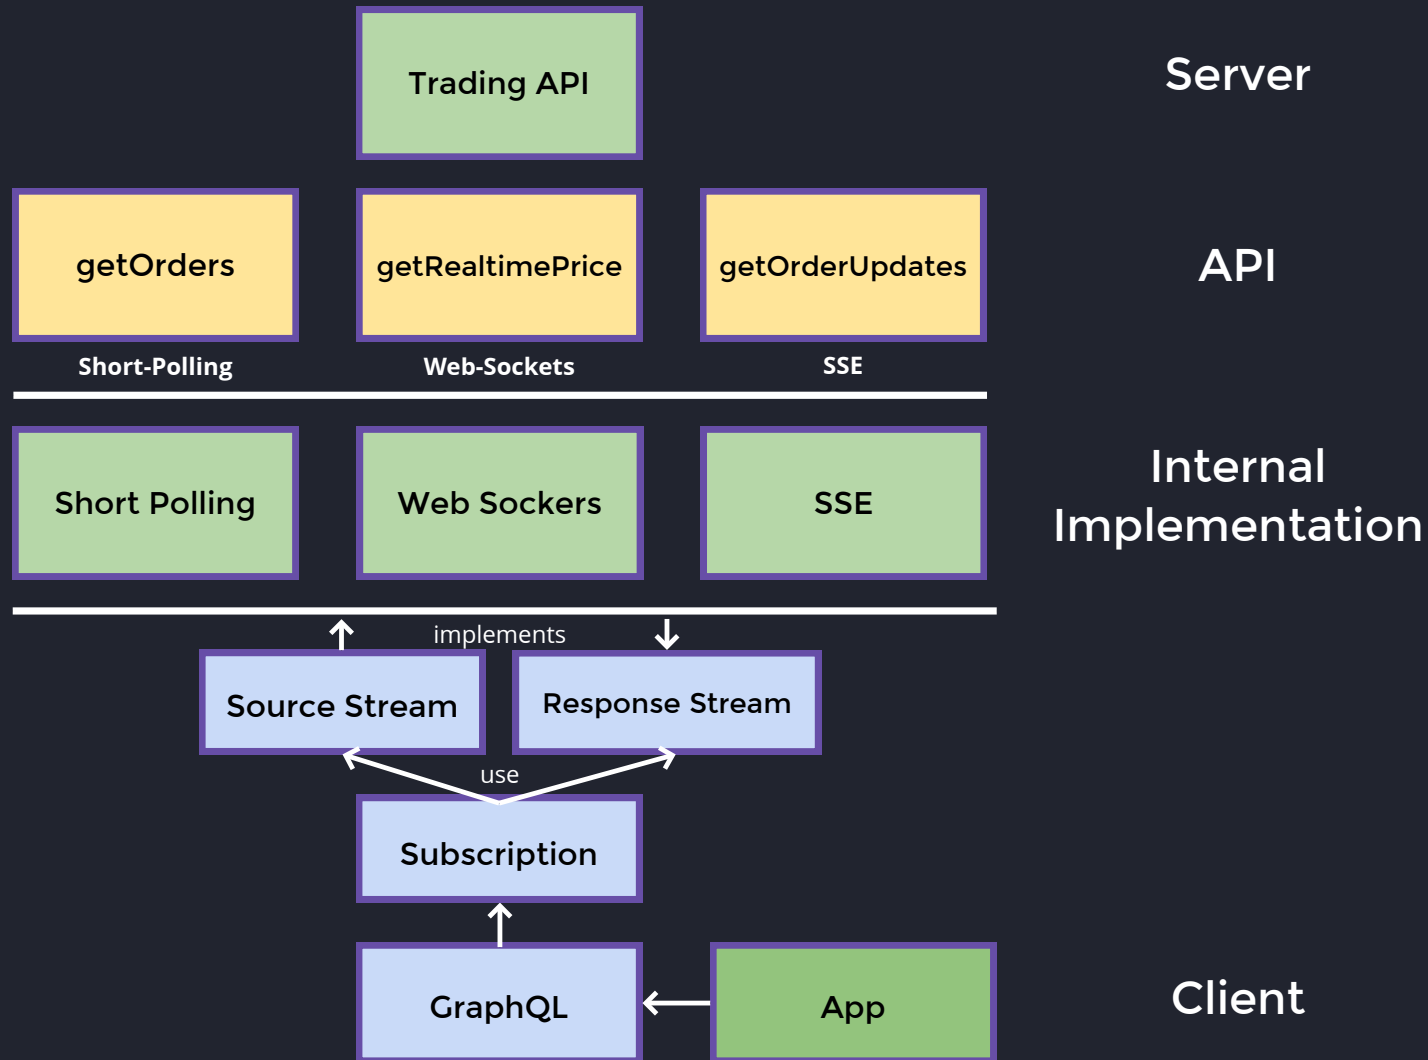 Trading API
Server
getOrders
getRealtimePrice
getOrderUpdates
API
Short-Polling
Web-Sockets
SSE
Short Polling
Web Sockers
SSE
Internal
Implementation
implements
Source Stream
Response Stream
use
Subscription
GraphQL
App
Client